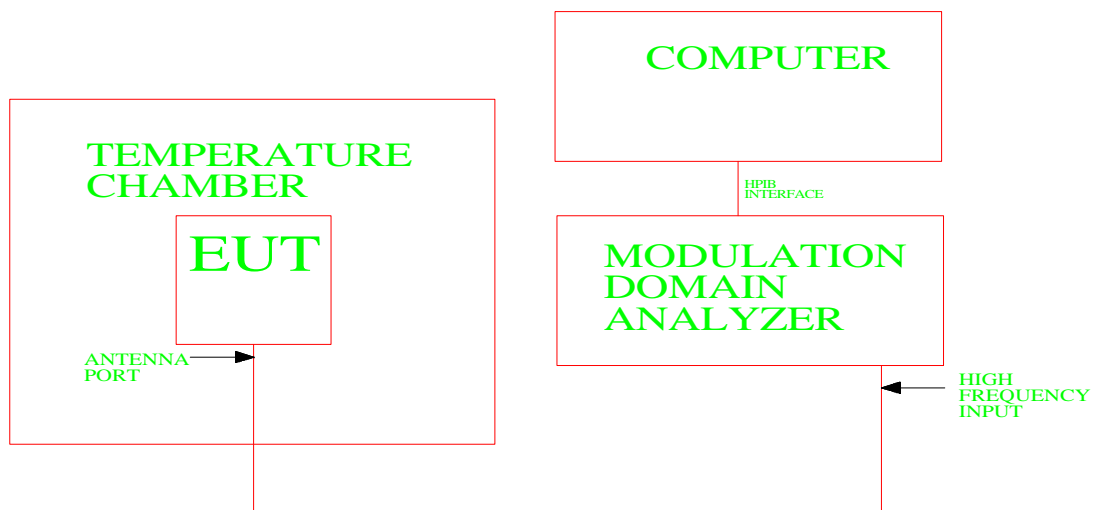 COMPUTER
TEMPERATURE
CHAMBER
HPIB
INTERFACE
EUT
MODULATION
DOMAIN
ANALYZER
ANTENNA
PORT
HIGH
FREQUENCY
INPUT